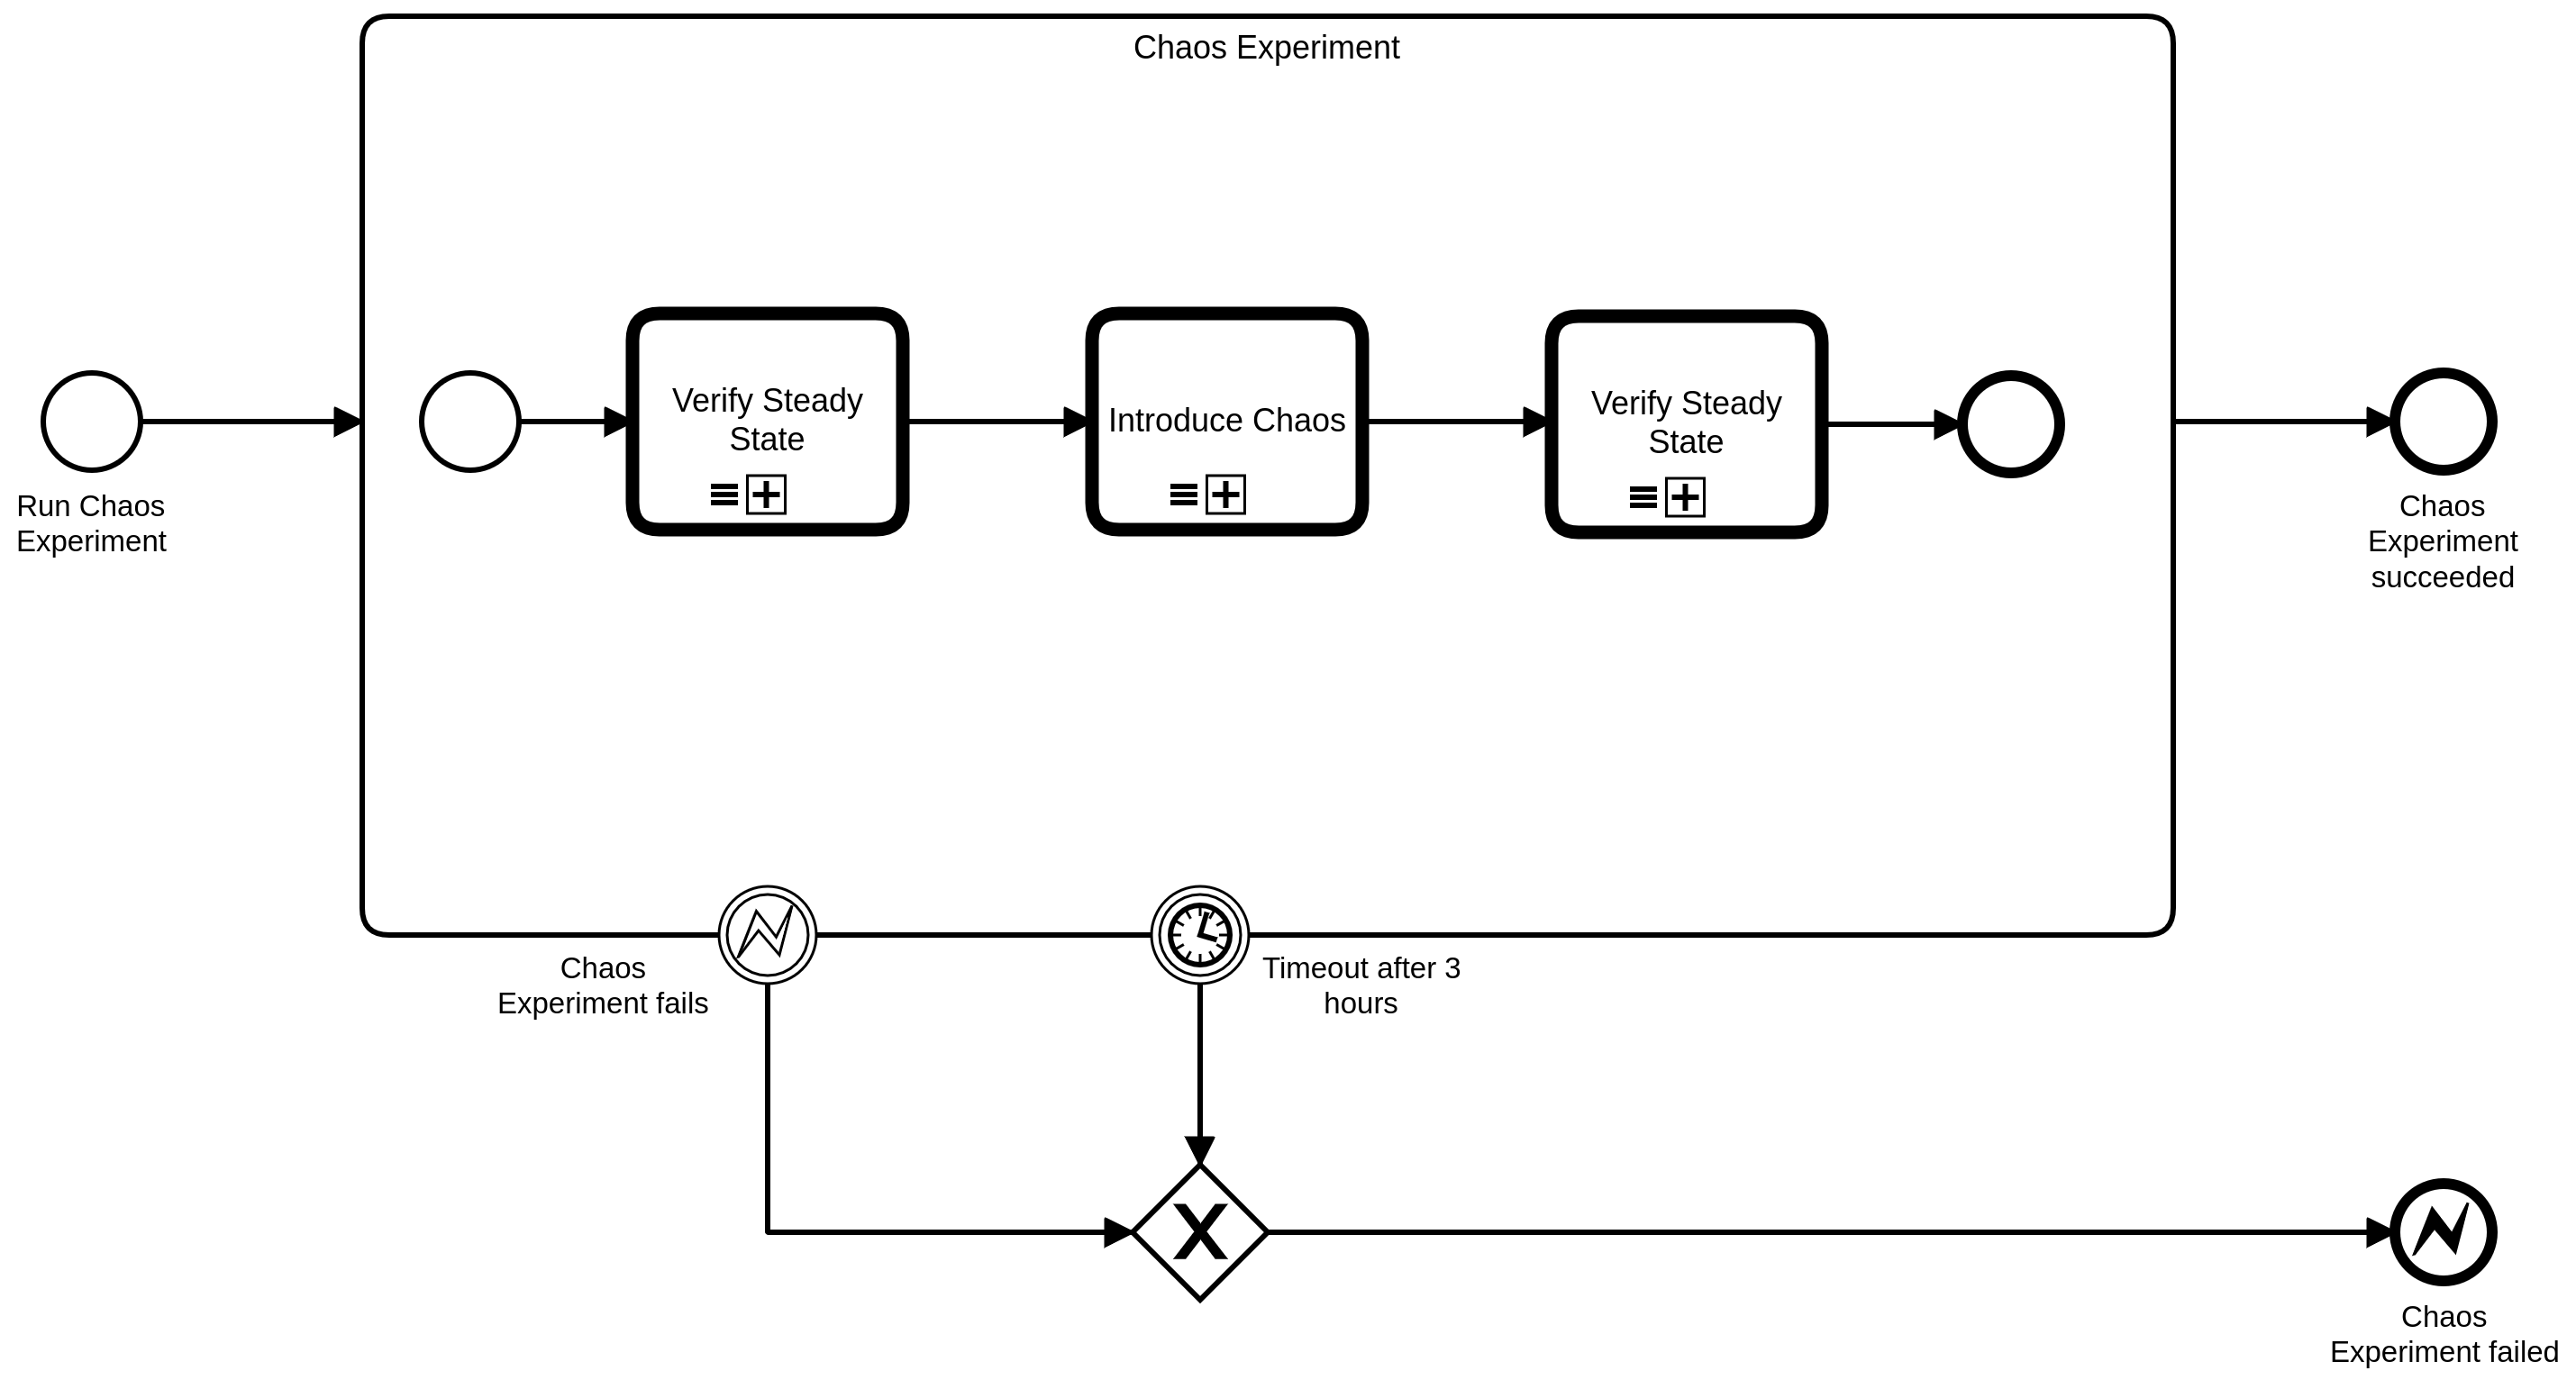 Chaos Experiment
Run Chaos
Experiment
Verify Steady
State
Introduce Chaos
Verify Steady
State
Chaos
Experiment
succeeded
Chaos
Experiment fails
Timeout after 3
hours
Chaos
Experiment failed